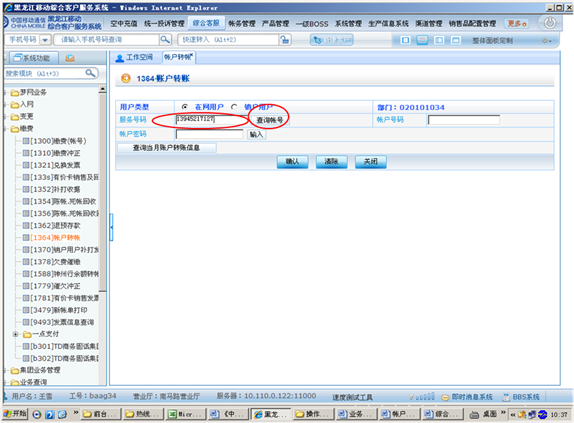 黑龙江移动综合客户服务系统 - Windows Internet Explorer
中国移动通信 CHINA MOBILE 黑龙江移动 综合客户服务系统
空中充值 统一投诉管理 综合客服 帐务管理 产品管理 一级BOSS 系统管理 生产信息系统 渠道管理 销售品配置管理 更多
手机号码 请输入手机号码查询 快速转入 (Alt+2) 整体面板定制
系统功能
工作空间 帐户转帐
搜索模块 (Alt+3)
梦网业务
入网
变更
缴费
[1300]缴费(帐号)
[1310]缴费冲正
[1321]兑换发票
[133s]有价卡销售及回
[1352]补打收据
[1354]陈帐,死帐回收
[1356]陈帐,死帐回收
[1362]退预存款
[1364]帐户转帐
[1370]销户用户补打发
[1378]欠费催缴
[1588]神州行余额转帐
[1779]催欠冲正
[1781]有价卡销售发票
[3479]新帐单打印
[9493]发票信息查询
一点支付
[b301]TD商务固话集团
[b302]TD商务固话集团
集团业务管理
业务查询
1364·帐户转账
用户类型 在网用户 销户用户 部门：020101034
服务号码 13945217127 查询帐号 帐户号码
帐户密码 输入
查询当月账户转账信息
确认 清除 关闭
用户名：王雪 工号：baag34 营业厅：南马路营业厅 服务器：10.110.0.122:11000 速度测试工具 即时消息系统 BBS系统
开始 前台... 热线... Micr... 《中... 黑龙... 操作... 业务... 帐户... 综合... 桌面 10:37